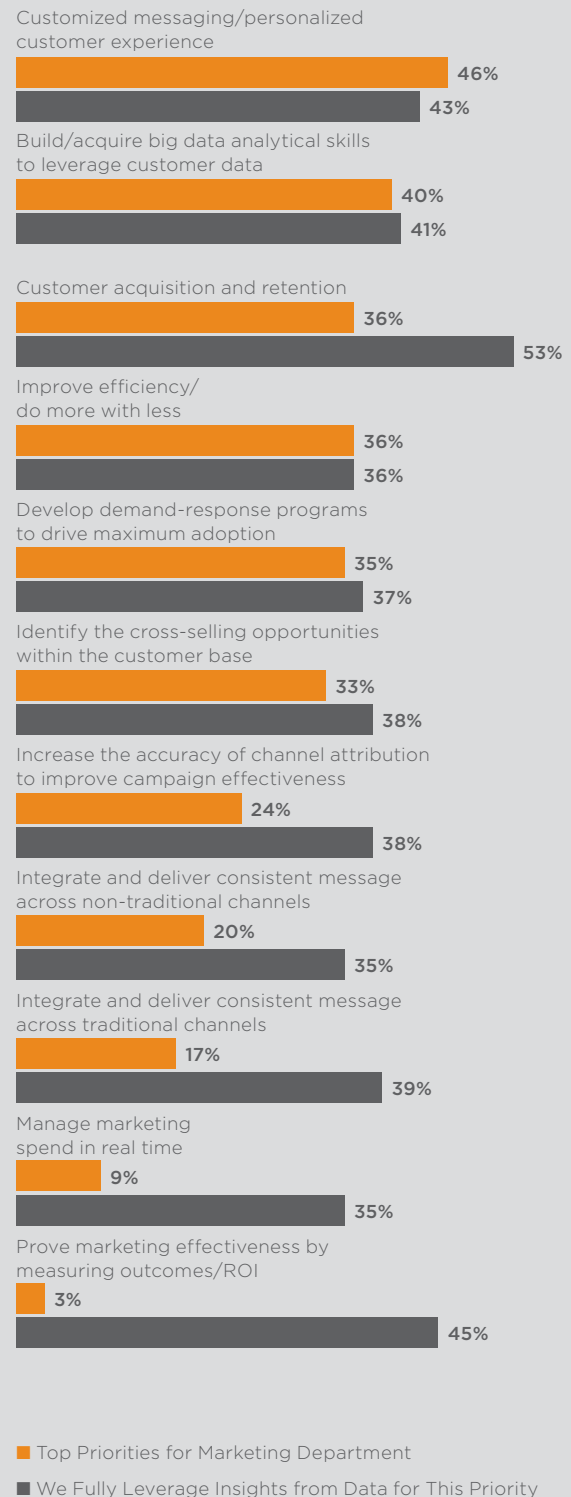 Customized messaging/personalized
customer experience
46%
43%
Build/acquire big data analytical skills
to leverage customer data
40%
41%
Customer acquisition and retention
36%
53%
Improve efficiency/
do more with less
36%
36%
Develop demand-response programs
to drive maximum adoption
35%
37%
Identify the cross-selling opportunities
within the customer base
33%
38%
Increase the accuracy of channel attribution
to improve campaign effectiveness
24%
38%
Integrate and deliver consistent message
across non-traditional channels
20%
35%
Integrate and deliver consistent message
across traditional channels
17%
39%
Manage marketing
spend in real time
9%
35%
Prove marketing effectiveness by
measuring outcomes/ROI
3%
45%
Top Priorities for Marketing Department
We Fully Leverage Insights from Data for This Priority